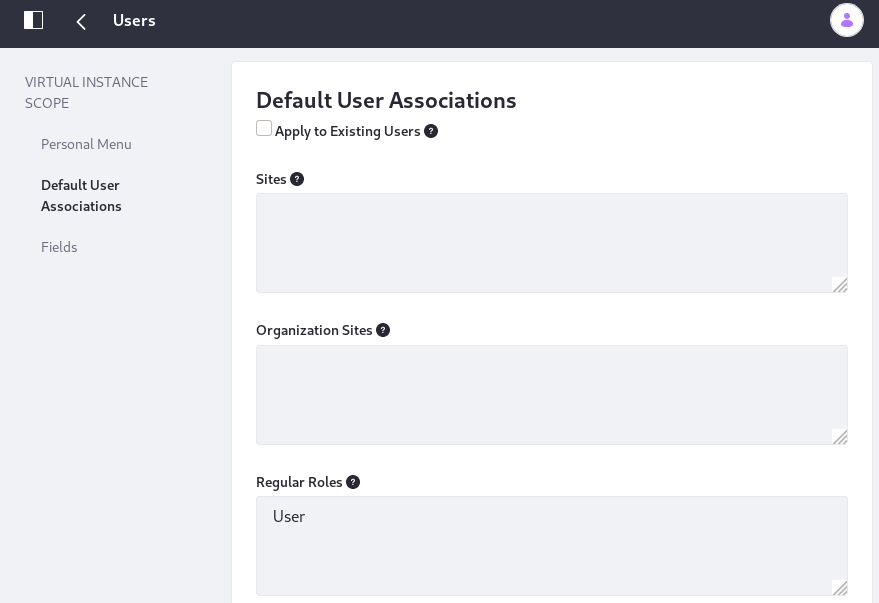 Users
VIRTUAL INSTANCE
SCOPE
Personal Menu
Default User
Associations
Fields
Default User Associations
Apply to Existing Users ?
Sites ?
Organization Sites ?
Regular Roles ?
User